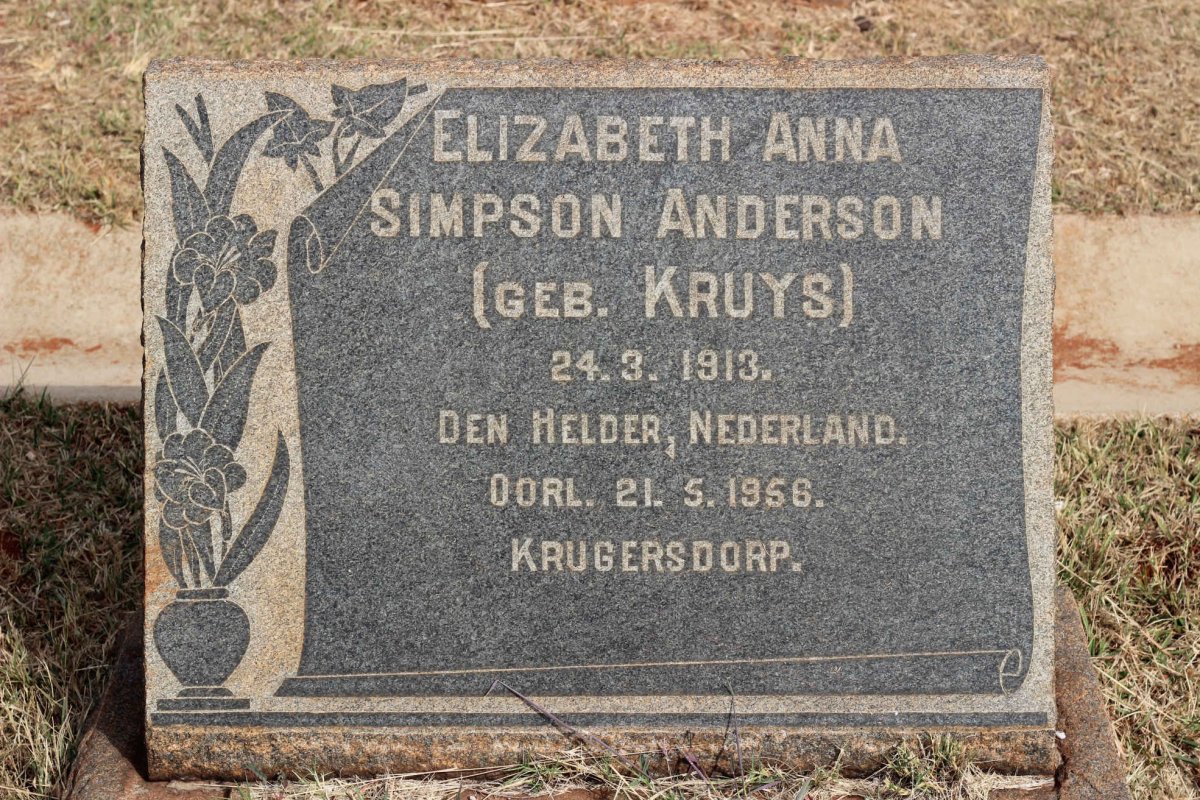 ELIZABETH ANNA
SIMPSON ANDERSON
(GEB. KRUYS)
24.3. 1913.
DEN HELDER, NEDERLAND.
OORL. 21. 5. 1956.
KRUGERSDORP.